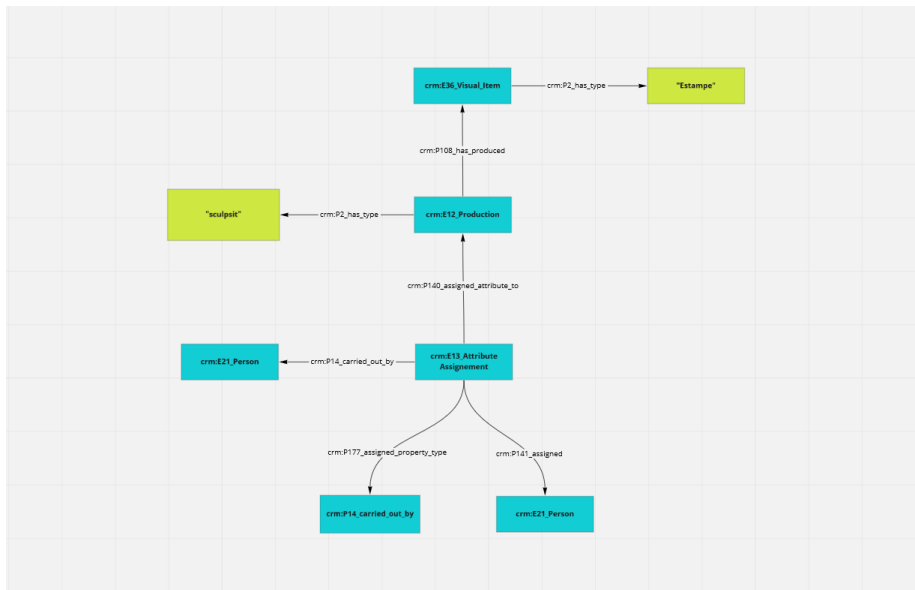 crm:E36_Visual_Item
crm:P2_has_type
"Estampe"
crm:P108_has_produced
"sculpsit"
crm:P2_has_type
crm:E12_Production
crm:P140_assigned_attribute_to
crm:E21_Person
crm:P14_carried_out_by
crm:E13_Attribute
Assignement
crm:P177_assigned_property_type
crm:P141_assigned
crm:P14_carried_out_by
crm:E21_Person